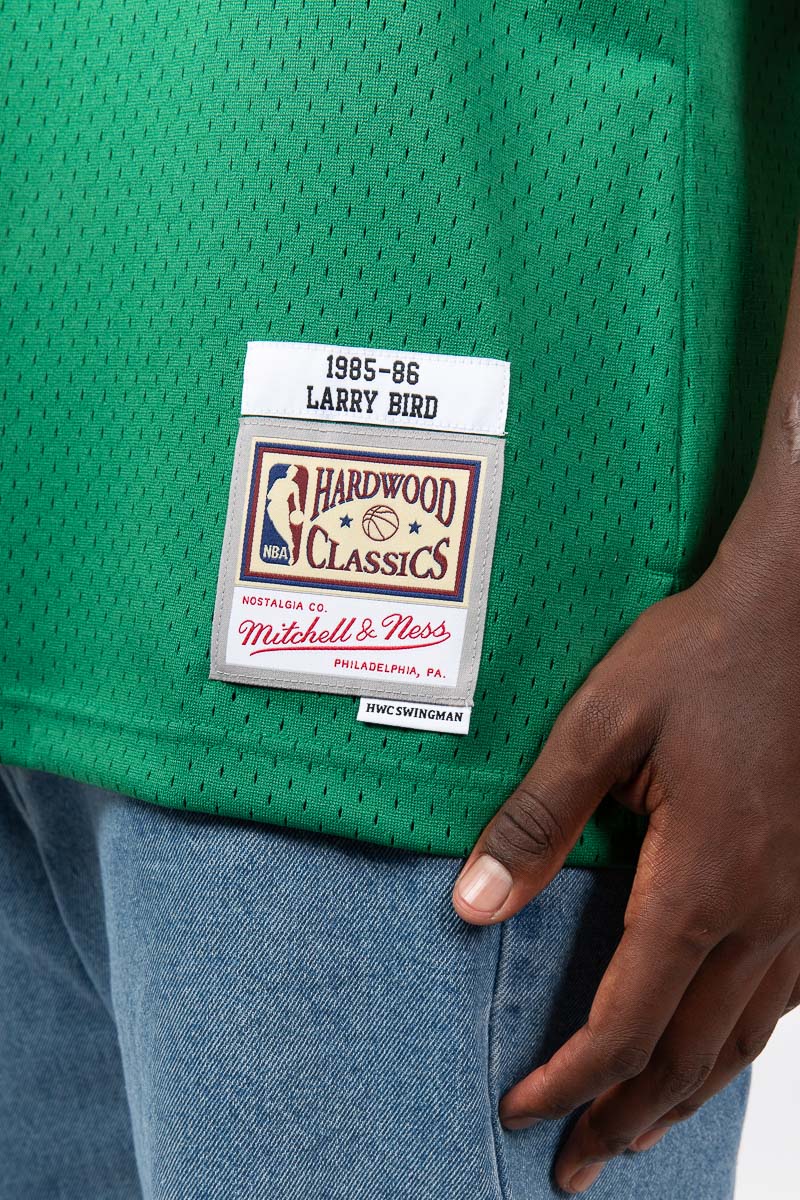 1985-86
LARRY BIRD
HARDWOOD
NBA
CLASSICS
NOSTALGIA CO.
Mitchell & Ness
PHILADELPHIA, PA.
HWC SWINGMAN